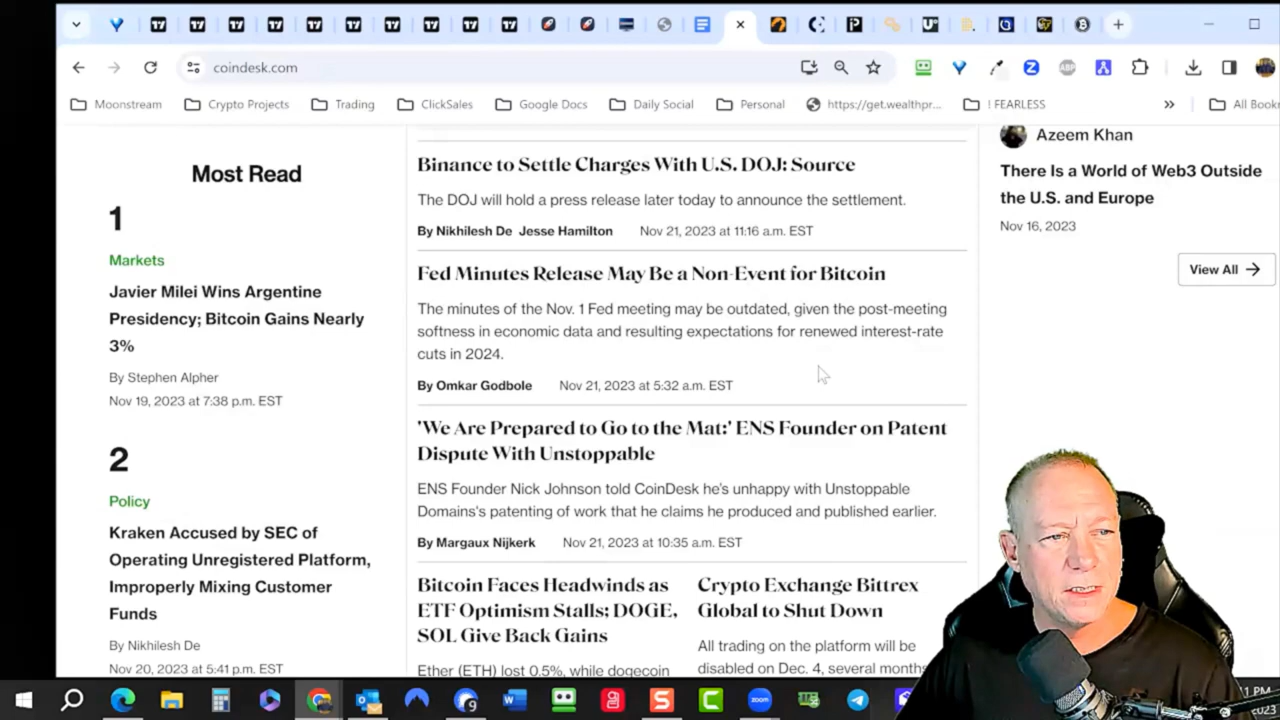 coindesk.com
Moonstream
Crypto Projects
Trading
ClickSales
Google Docs
Daily Social
Personal
https://get.wealthpr...
! FEARLESS
»
All Book
Most Read
1
Markets
Javier Milei Wins Argentine
Presidency; Bitcoin Gains Nearly
3%
By Stephen Alpher
Nov 19, 2023 at 7:38 p.m. EST
2
Policy
Kraken Accused by SEC of
Operating Unregistered Platform,
Improperly Mixing Customer
Funds
By Nikhilesh De
Nov 20, 2023 at 5:41 p.m. EST
Binance to Settle Charges With U.S. DOJ: Source
The DOJ will hold a press release later today to announce the settlement.
By Nikhilesh De Jesse Hamilton Nov 21, 2023 at 11:16 a.m. EST
Fed Minutes Release May Be a Non-Event for Bitcoin
The minutes of the Nov. 1 Fed meeting may be outdated, given the post-meeting
softness in economic data and resulting expectations for renewed interest-rate
cuts in 2024.
By Omkar Godbole Nov 21, 2023 at 5:32 a.m. EST
'We Are Prepared to Go to the Mat:' ENS Founder on Patent
Dispute With Unstoppable
ENS Founder Nick Johnson told CoinDesk he's unhappy with Unstoppable
Domains's patenting of work that he claims he produced and published earlier.
By Margaux Nijkerk Nov 21, 2023 at 10:35 a.m. EST
Bitcoin Faces Headwinds as
ETF Optimism Stalls; DOGE,
SOL Give Back Gains
Ether (ETH) lost 0.5%, while dogecoin
Crypto Exchange Bittrex
Global to Shut Down
All trading on the platform will be
disabled on Dec. 4, several months
Azeem Khan
There Is a World of Web3 Outside
the U.S. and Europe
Nov 16, 2023
View All
1 PM
2023